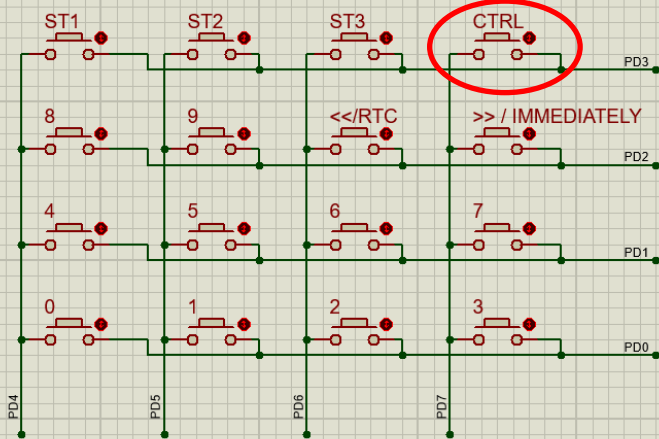 ST1 ST2 ST3 CTRL
PD3
8 9 <</RTC >> / IMMEDIATELY
PD2
4 5 6 7
PD1
0 1 2 3
PD0
PD4 PD5 PD6 PD7